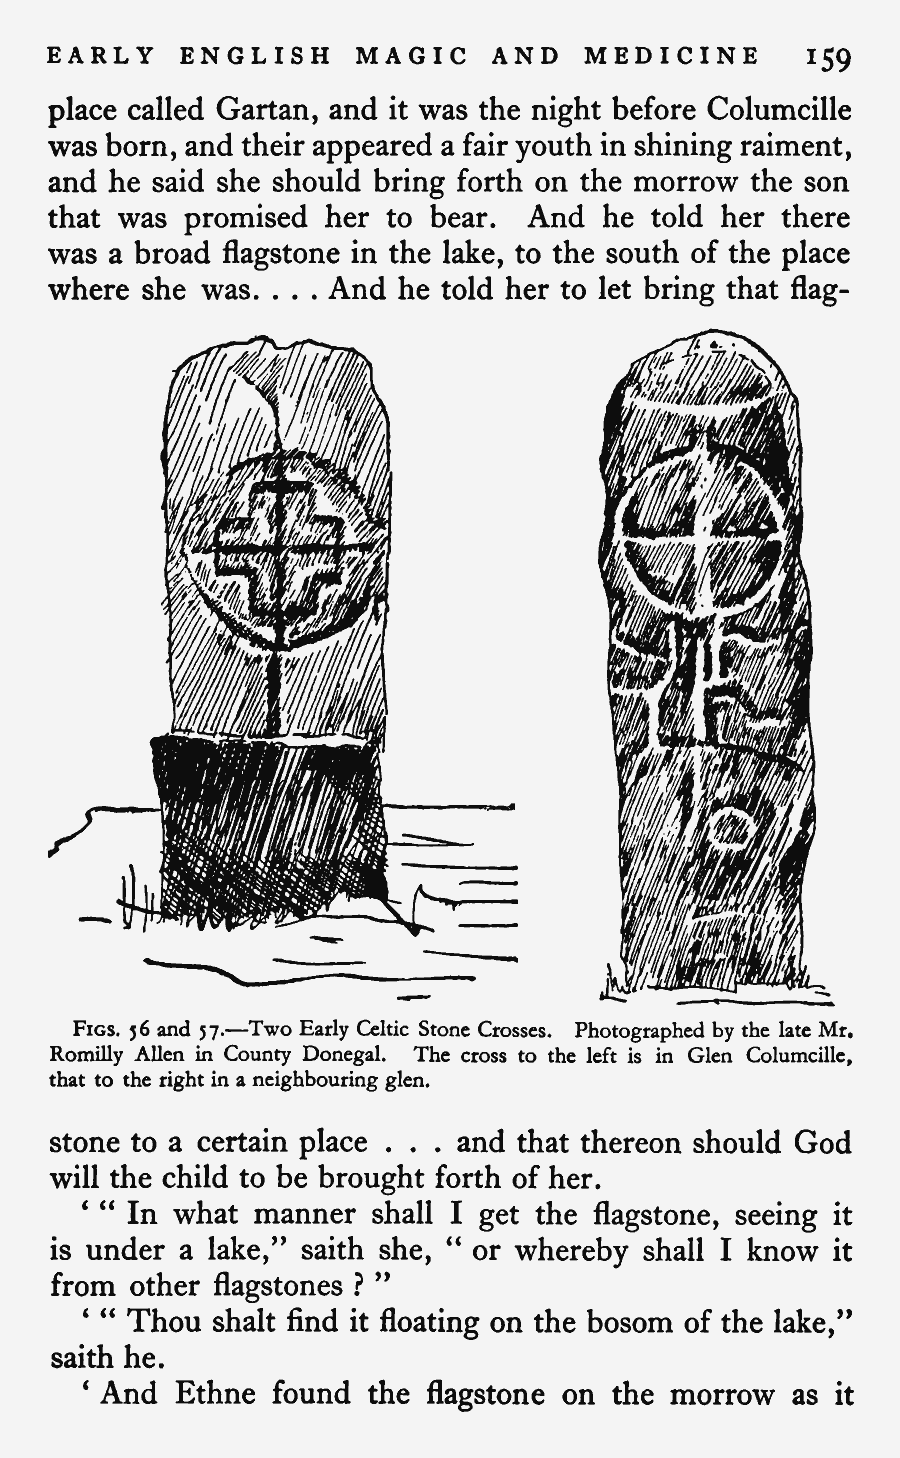 EARLY ENGLISH MAGIC AND MEDICINE 159
place called Gartan, and it was the night before Columcille
was born, and their appeared a fair youth in shining raiment,
and he said she should bring forth on the morrow the son
that was promised her to bear. And he told her there
was a broad flagstone in the lake, to the south of the place
where she was. . . . And he told her to let bring that flag-
FIGS. 56 and 57.—Two Early Celtic Stone Crosses. Photographed by the late Mr.
Romilly Allen in County Donegal. The cross to the left is in Glen Columcille,
that to the right in a neighbouring glen.
stone to a certain place . . . and that thereon should God
will the child to be brought forth of her.
‘ “ In what manner shall I get the flagstone, seeing it
is under a lake,” saith she, “ or whereby shall I know it
from other flagstones ? ”
‘ “ Thou shalt find it floating on the bosom of the lake,”
saith he.
‘ And Ethne found the flagstone on the morrow as it